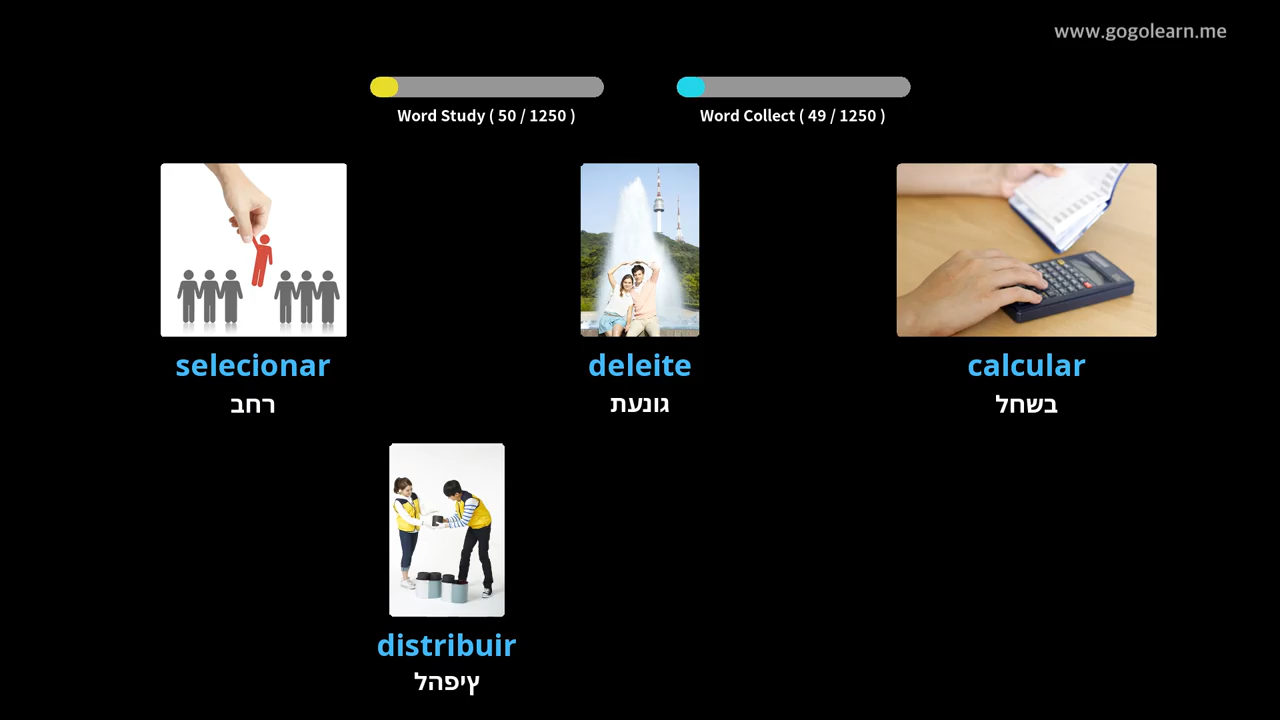 www.gogolearn.me
Word Study ( 50 / 1250 )
Word Collect ( 49 / 1250 )
selecionar
רחב
deleite
גונעת
calcular
בשחל
distribuir
ץיפהל